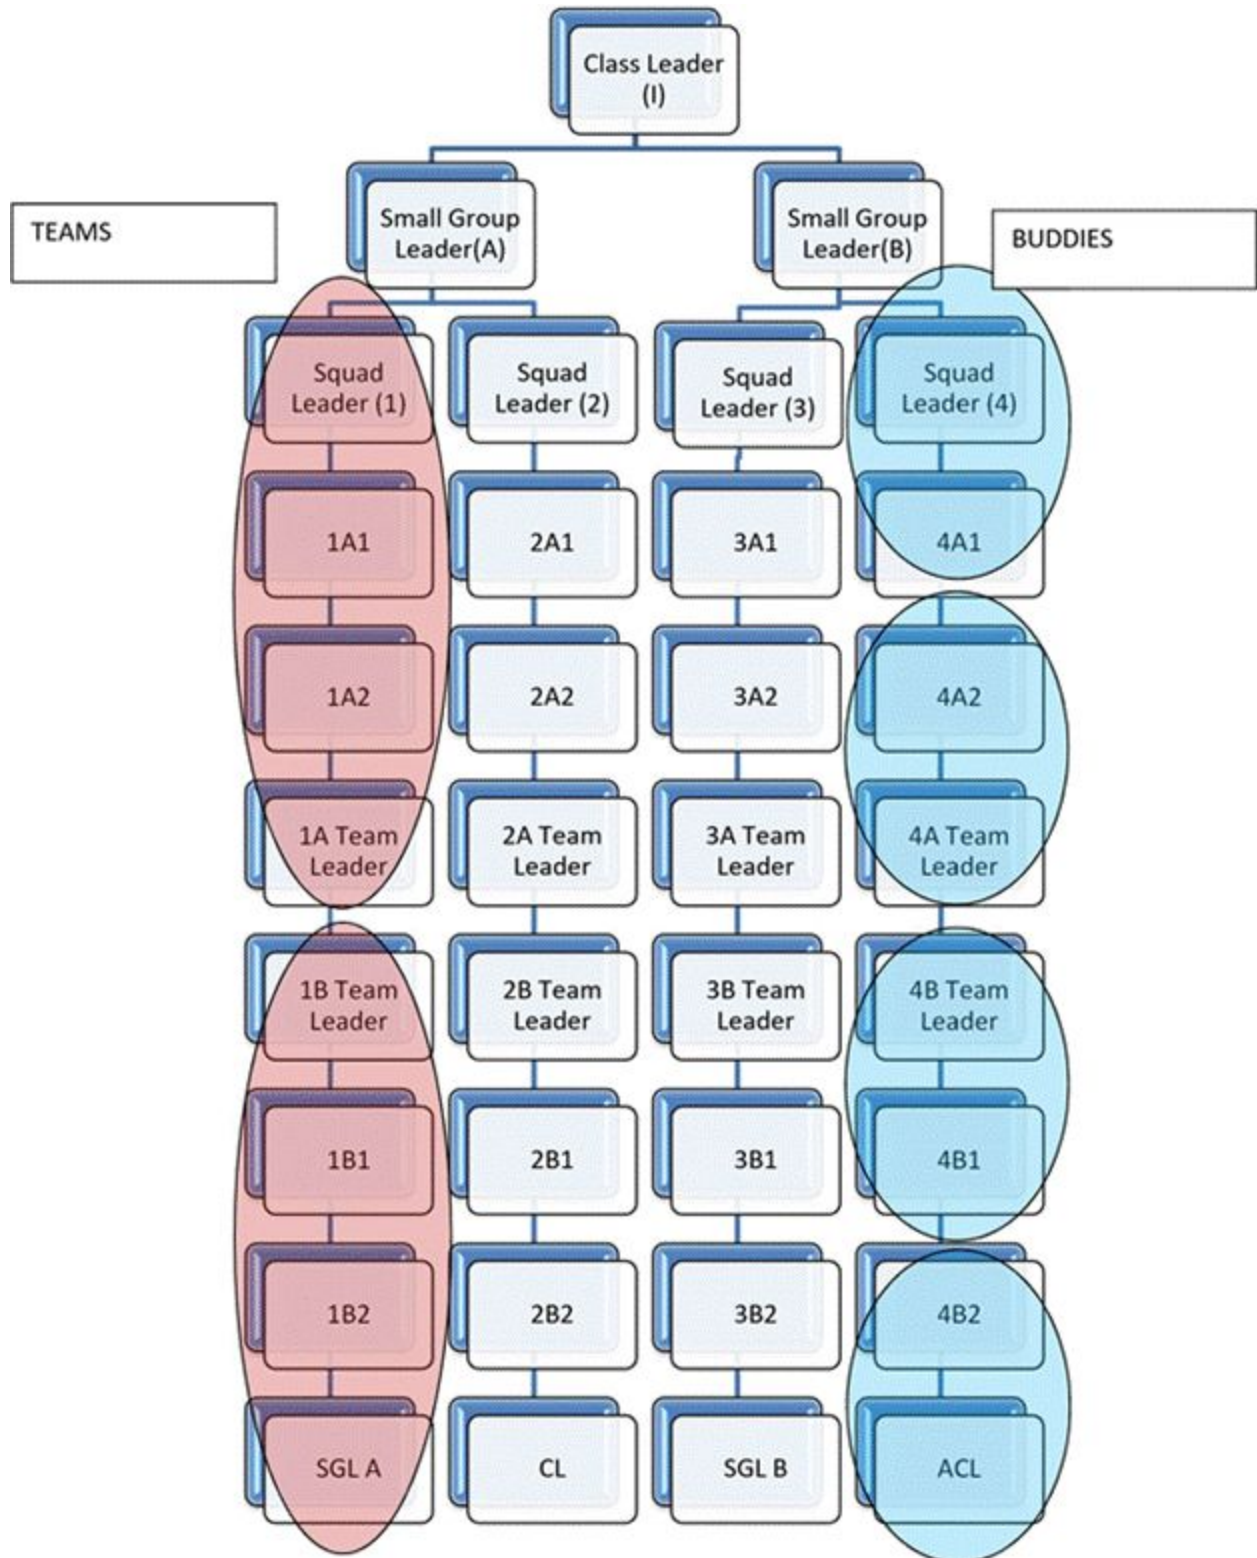 Class Leader
(I)
Small Group
Leader(A)
Small Group
Leader(B)
TEAMS
BUDDIES
Squad
Leader (1)
Squad
Leader (2)
Squad
Leader (3)
Squad
Leader (4)
1A1
2A1
3A1
4A1
1A2
2A2
3A2
4A2
1A Team
Leader
2A Team
Leader
3A Team
Leader
4A Team
Leader
1B Team
Leader
2B Team
Leader
3B Team
Leader
4B Team
Leader
1B1
2B1
3B1
4B1
1B2
2B2
3B2
4B2
SGL A
CL
SGL B
ACL